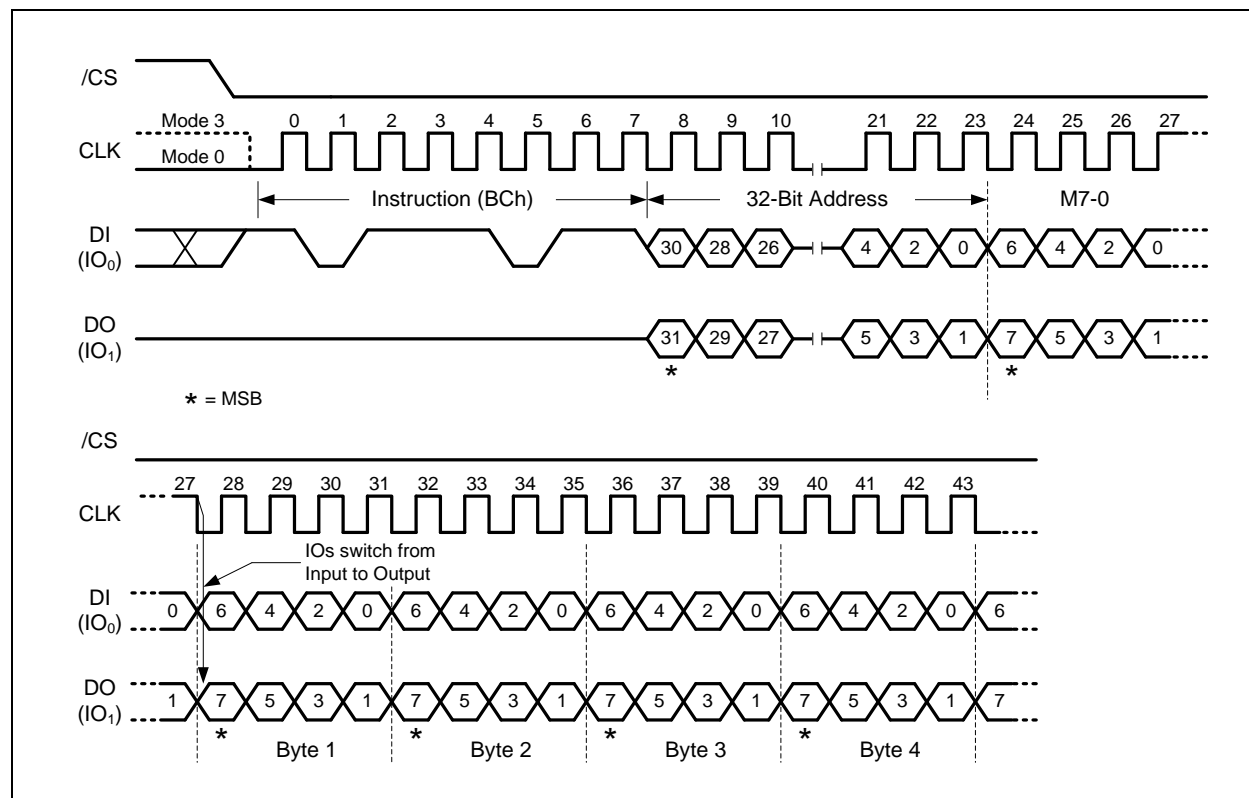 /CS
Mode 3 0 1 2 3 4 5 6 7 8 9 10 21 22 23 24 25 26 27
CLK
Mode 0
Instruction (BCh) 32-Bit Address M7-0
DI
(IO₀) 30 28 26 4 2 0 6 4 2 0
DO
(IO₁) 31 29 27 5 3 1 7 5 3 1
* *
* = MSB
/CS
27 28 29 30 31 32 33 34 35 36 37 38 39 40 41 42 43
CLK
IOs switch from
Input to Output
DI
(IO₀) 0 6 4 2 0 6 4 2 0 6 4 2 0 6 4 2 0 6
DO
(IO₁) 1 7 5 3 1 7 5 3 1 7 5 3 1 7 5 3 1 7
* * * *
Byte 1 Byte 2 Byte 3 Byte 4